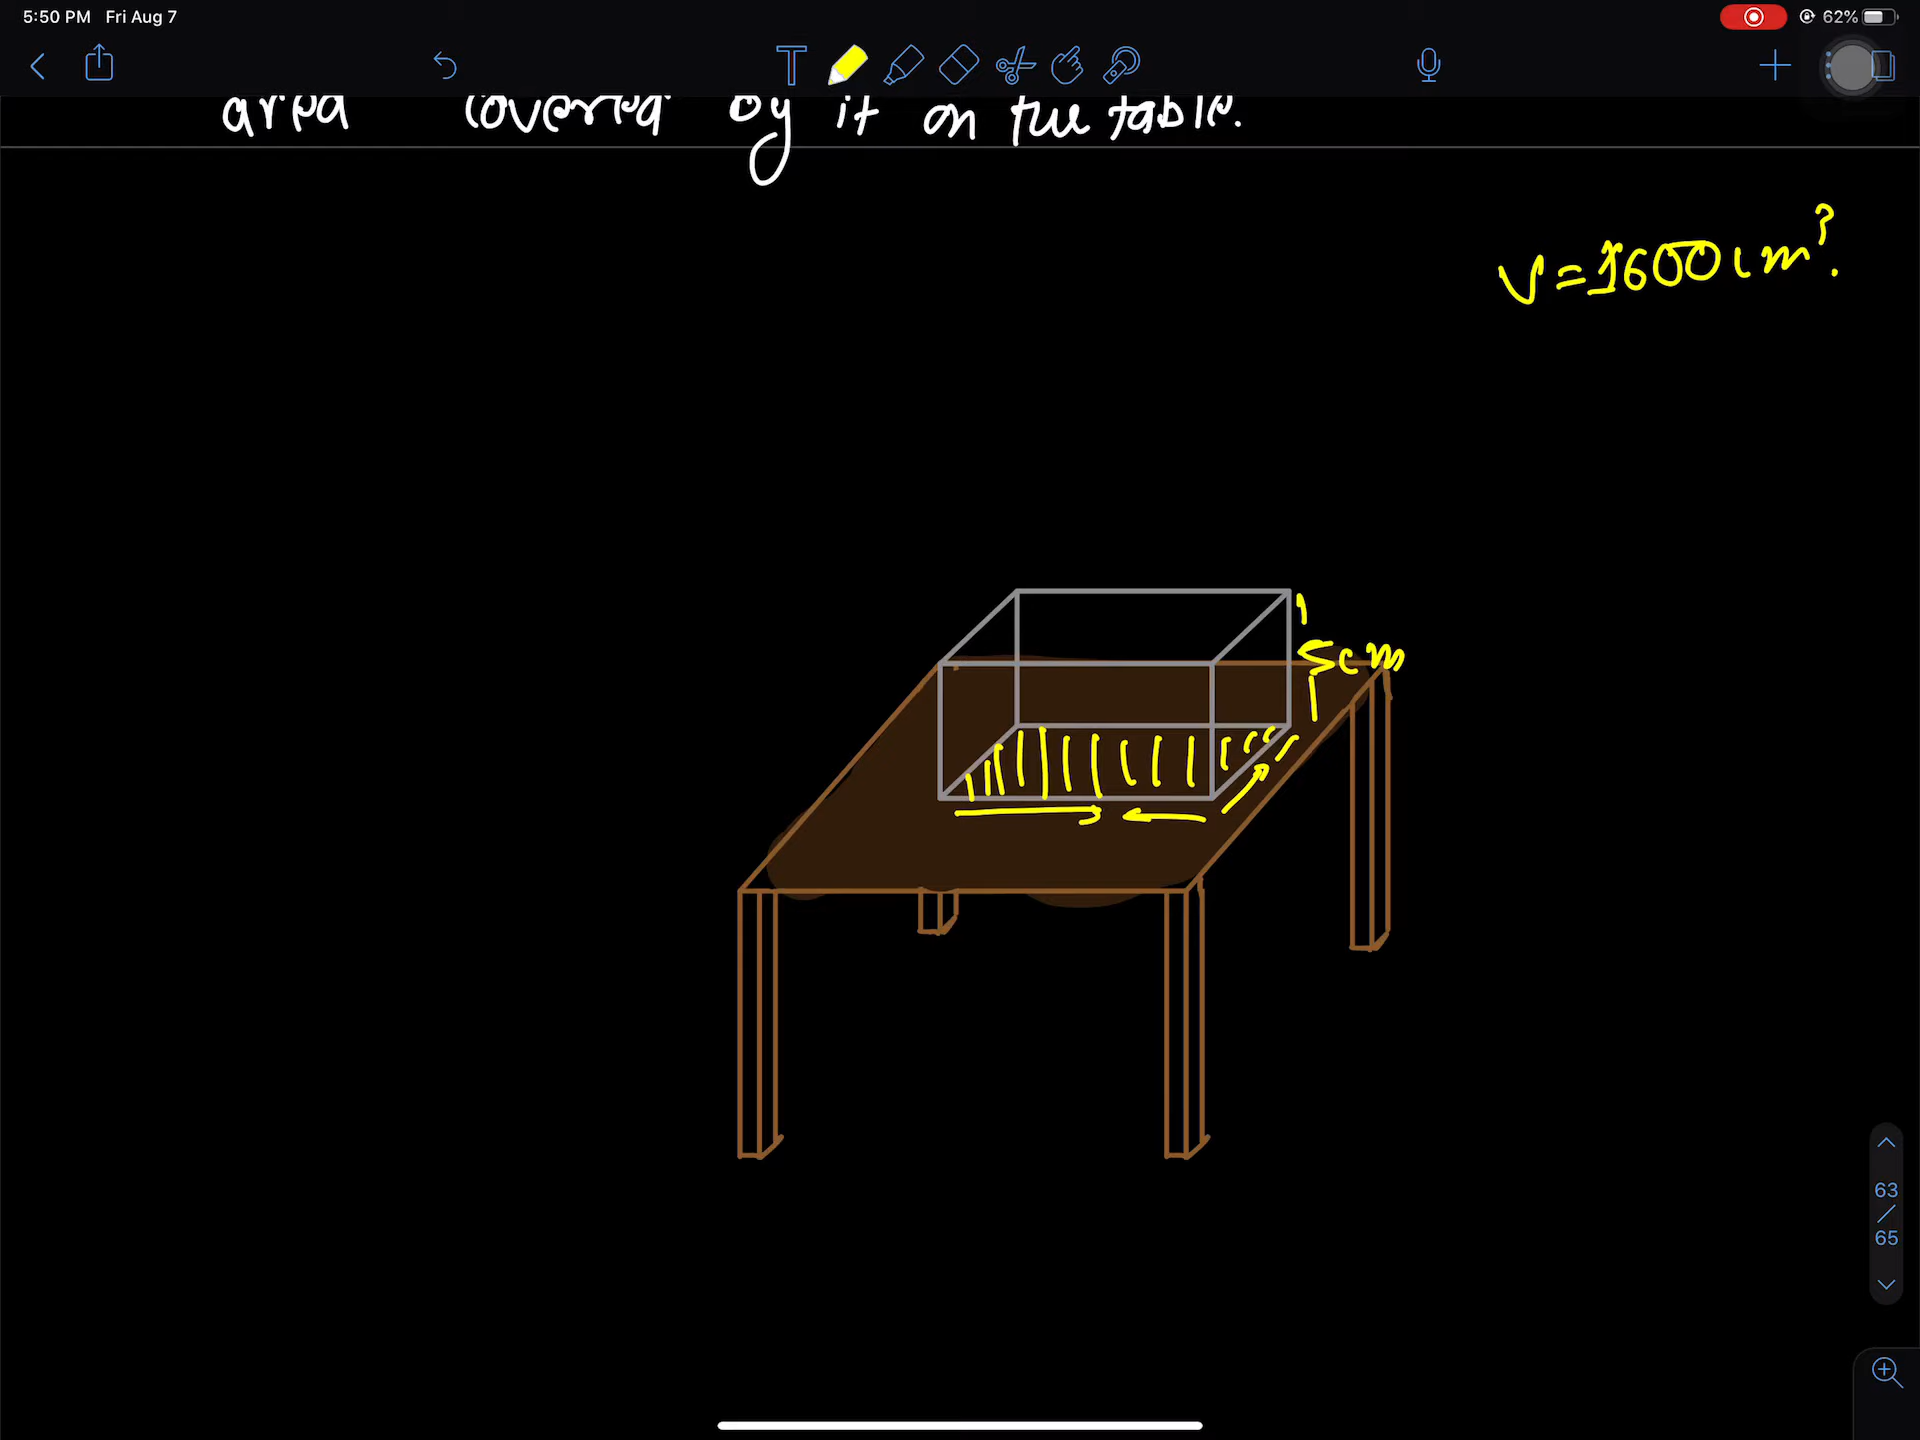 5:50 PM Fri Aug 7
62%
area covered by it on the table.
V=1600cm³.
5cm
63
65